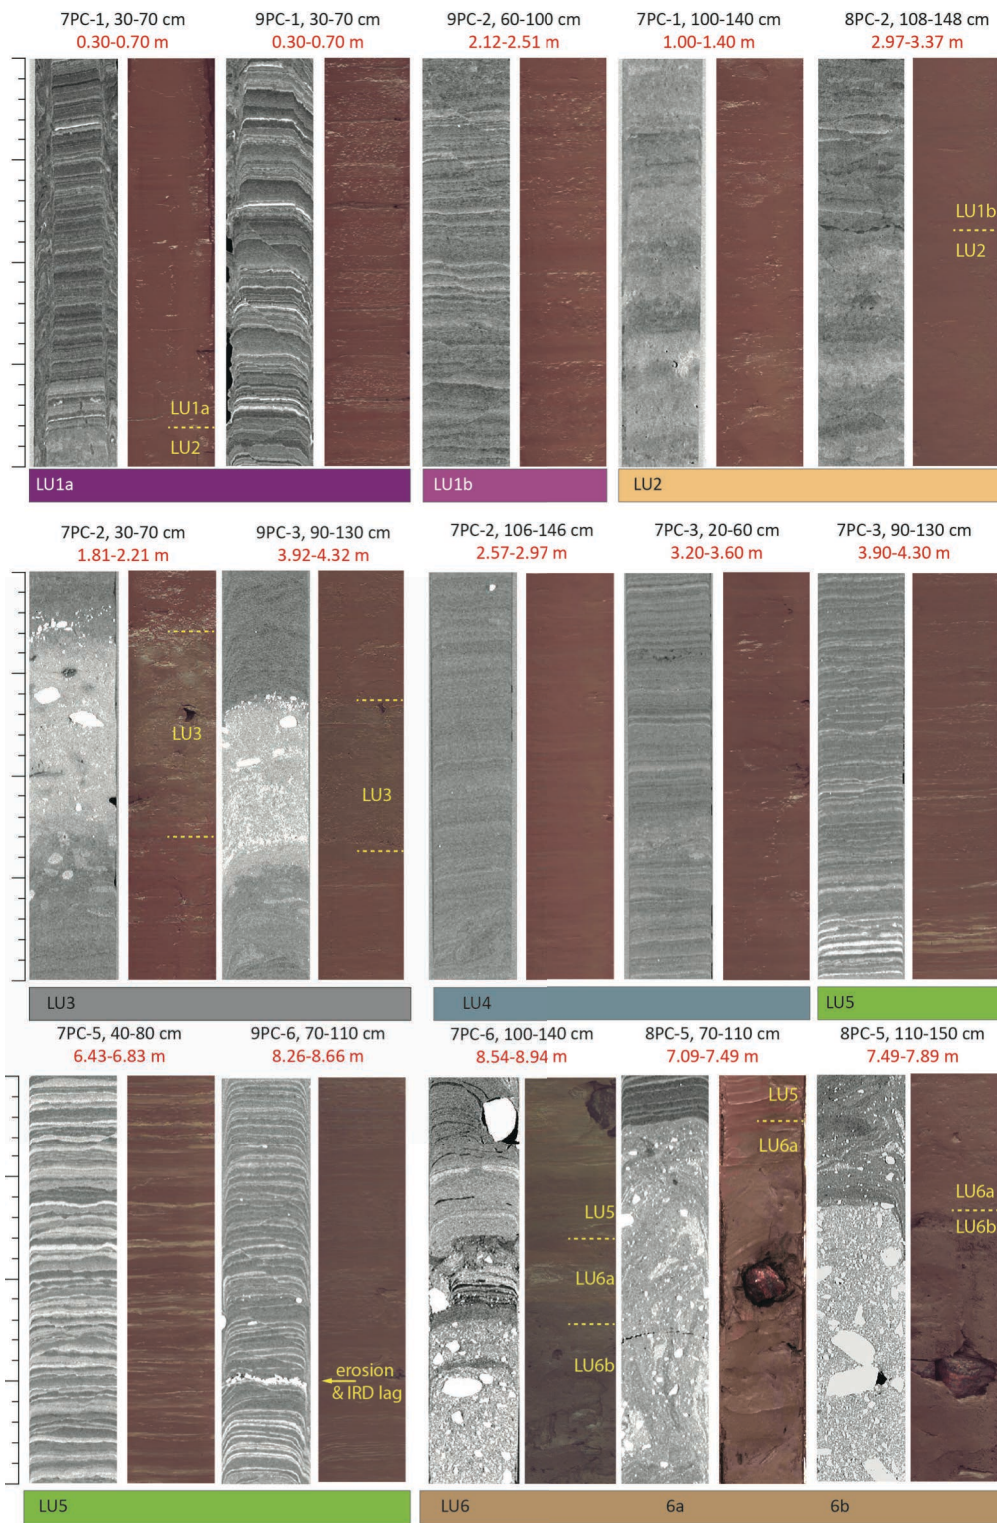 7PC-1, 30-70 cm
0.30-0.70 m
9PC-1, 30-70 cm
0.30-0.70 m
9PC-2, 60-100 cm
2.12-2.51 m
7PC-1, 100-140 cm
1.00-1.40 m
8PC-2, 108-148 cm
2.97-3.37 m
LU1a
LU2
LU1b
LU2
LU1a
LU1b
LU2
7PC-2, 30-70 cm
1.81-2.21 m
9PC-3, 90-130 cm
3.92-4.32 m
7PC-2, 106-146 cm
2.57-2.97 m
7PC-3, 20-60 cm
3.20-3.60 m
7PC-3, 90-130 cm
3.90-4.30 m
LU3
LU3
LU3
LU4
LU5
7PC-5, 40-80 cm
6.43-6.83 m
9PC-6, 70-110 cm
8.26-8.66 m
7PC-6, 100-140 cm
8.54-8.94 m
8PC-5, 70-110 cm
7.09-7.49 m
8PC-5, 110-150 cm
7.49-7.89 m
erosion
& IRD lag
LU5
LU6a
LU6b
LU5
LU6a
LU6a
LU6b
LU5
LU6
6a
6b